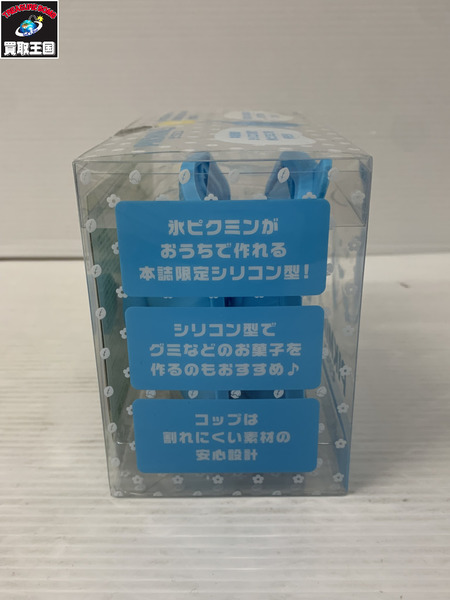 買取王国
氷ピクミンが
おうちで作れる
本誌限定シリコン型!
シリコン型で
グミなどのお菓子を
作るのもおすすめ♪
コップは
割れにくい素材の
安心設計